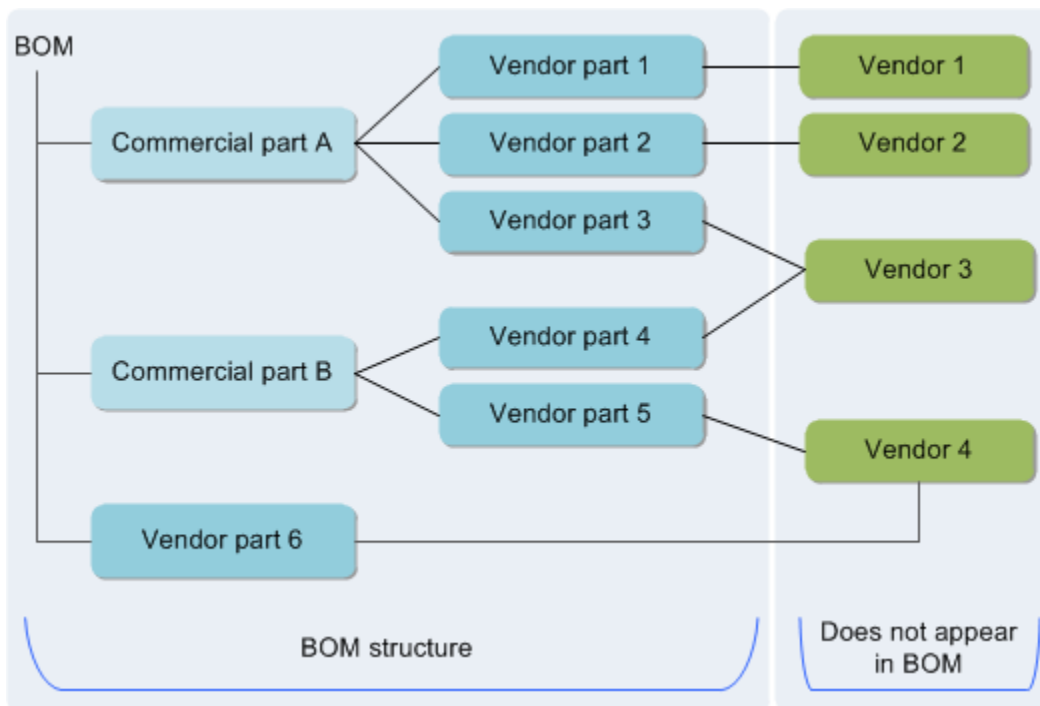 BOM
Vendor part 1
Vendor 1
Commercial part A
Vendor part 2
Vendor 2
Vendor part 3
Vendor 3
Vendor part 4
Commercial part B
Vendor part 5
Vendor 4
Vendor part 6
BOM structure
Does not appear
in BOM